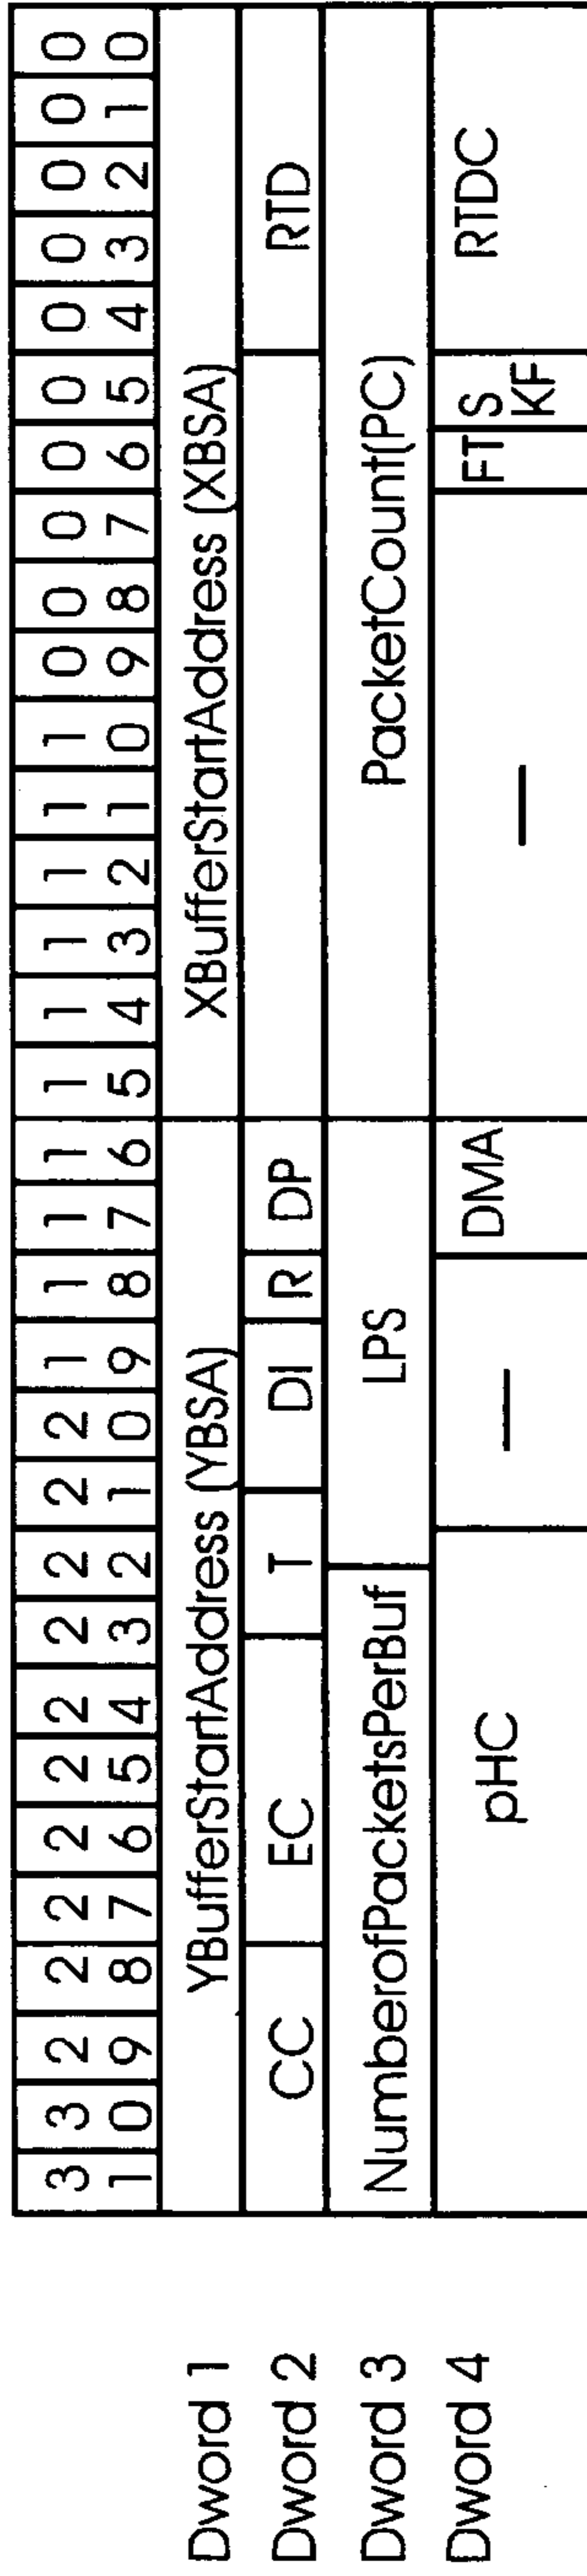 3 3 2 2 2 2 2 2 2 2 2 2 1 1 1 1 1 1 1 1 1 1 0 0 0 0 0 0 0 0 0 0
1 0 9 8 7 6 5 4 3 2 1 0 9 8 7 6 5 4 3 2 1 0 9 8 7 6 5 4 3 2 1 0
Dword 1 YBufferStartAddress (YBSA) XBufferStartAddress (XBSA)
Dword 2 CC EC T DI R DP RTD
Dword 3 NumberofPacketsPerBuf LPS PacketCount(PC)
Dword 4 pHC — DMA — FT S RTDC
KF